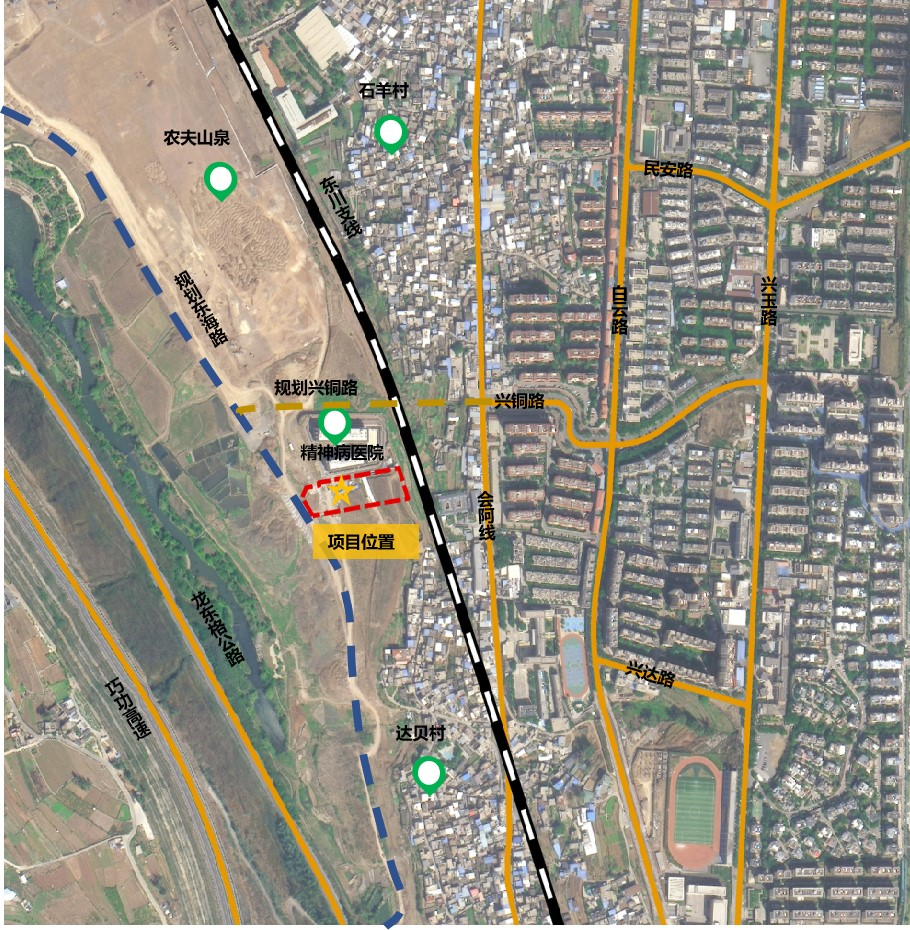 石羊村
农夫山泉
东川支线
民安路
规划东海路
白云路
兴玉路
规划兴铜路
兴铜路
精神病医院
会阿线
项目位置
龙东格公路
兴达路
巧功高速
达贝村